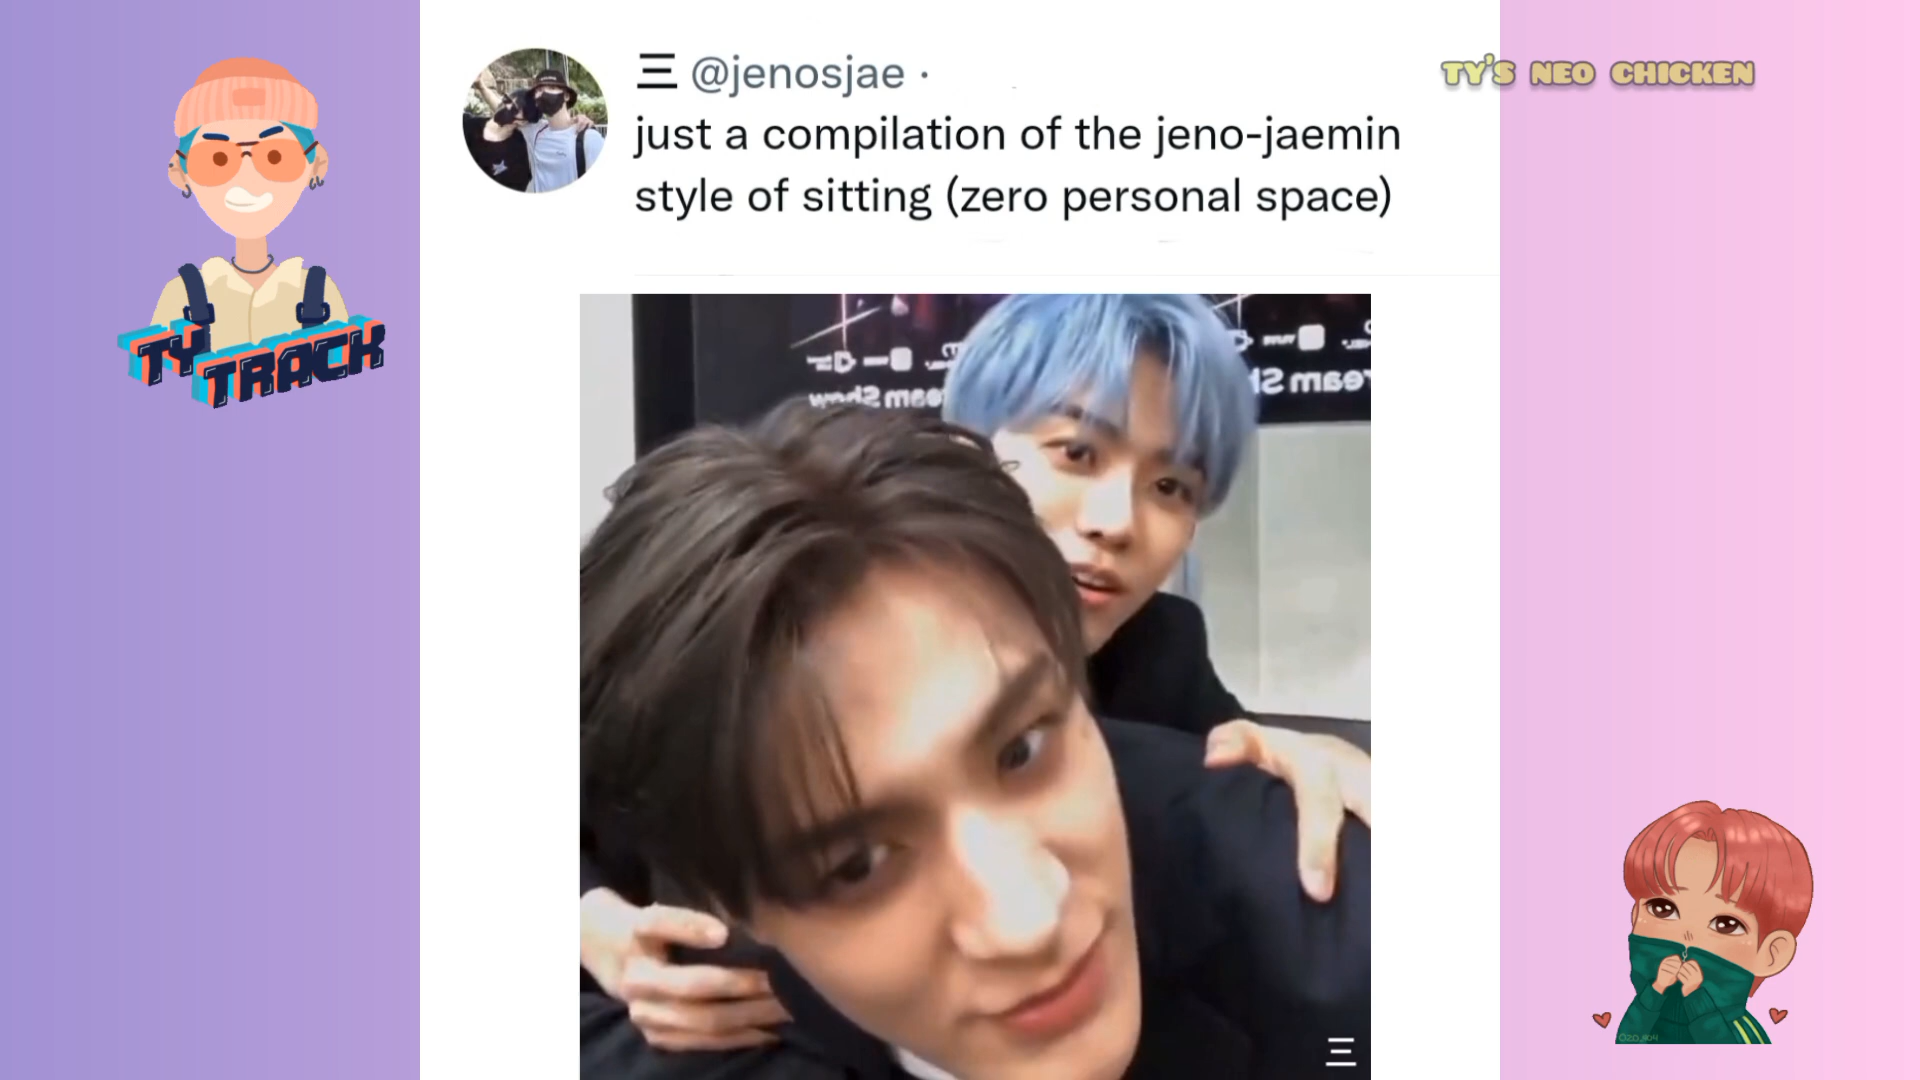 三 @jenosjae ·
TY'S NEO CHICKEN
just a compilation of the jeno-jaemin
style of sitting (zero personal space)
TY
TRACK
三